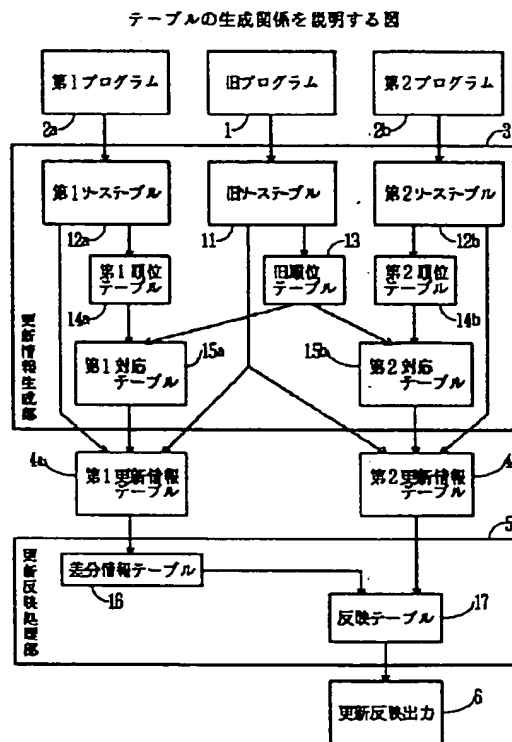 テーブルの生成関係を説明する図
第1プログラム
旧プログラム
第2プログラム
2a
1
2b
3
第1ソーステーブル
旧ソーステーブル
第2ソーステーブル
12a
11
13
12b
第1順位
テーブル
旧順位
テーブル
第2順位
テーブル
14a
14b
第1対応
テーブル
15a
15b
第2対応
テーブル
更新情報生成部
4a
第1更新情報
テーブル
第2更新情報
テーブル
4
5
差分情報テーブル
16
反映テーブル
17
更新反映処理部
更新反映出力
6